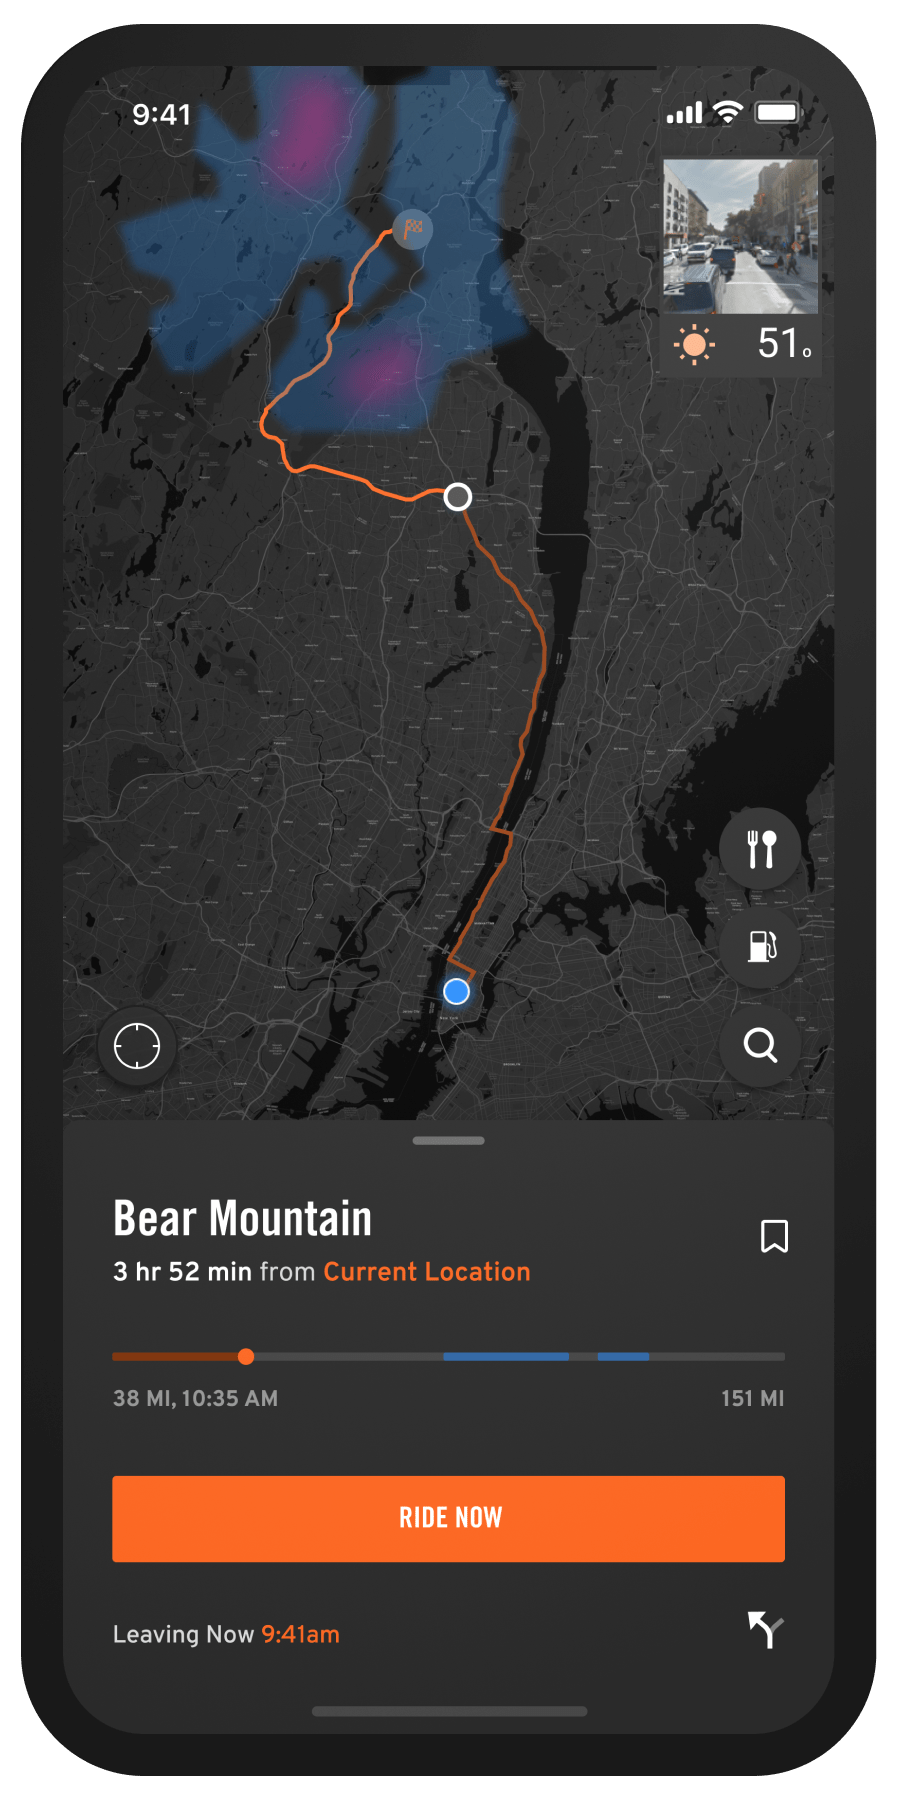 9:41
51°
Bear Mountain
3 hr 52 min from Current Location
38 MI, 10:35 AM
151 MI
RIDE NOW
Leaving Now 9:41am